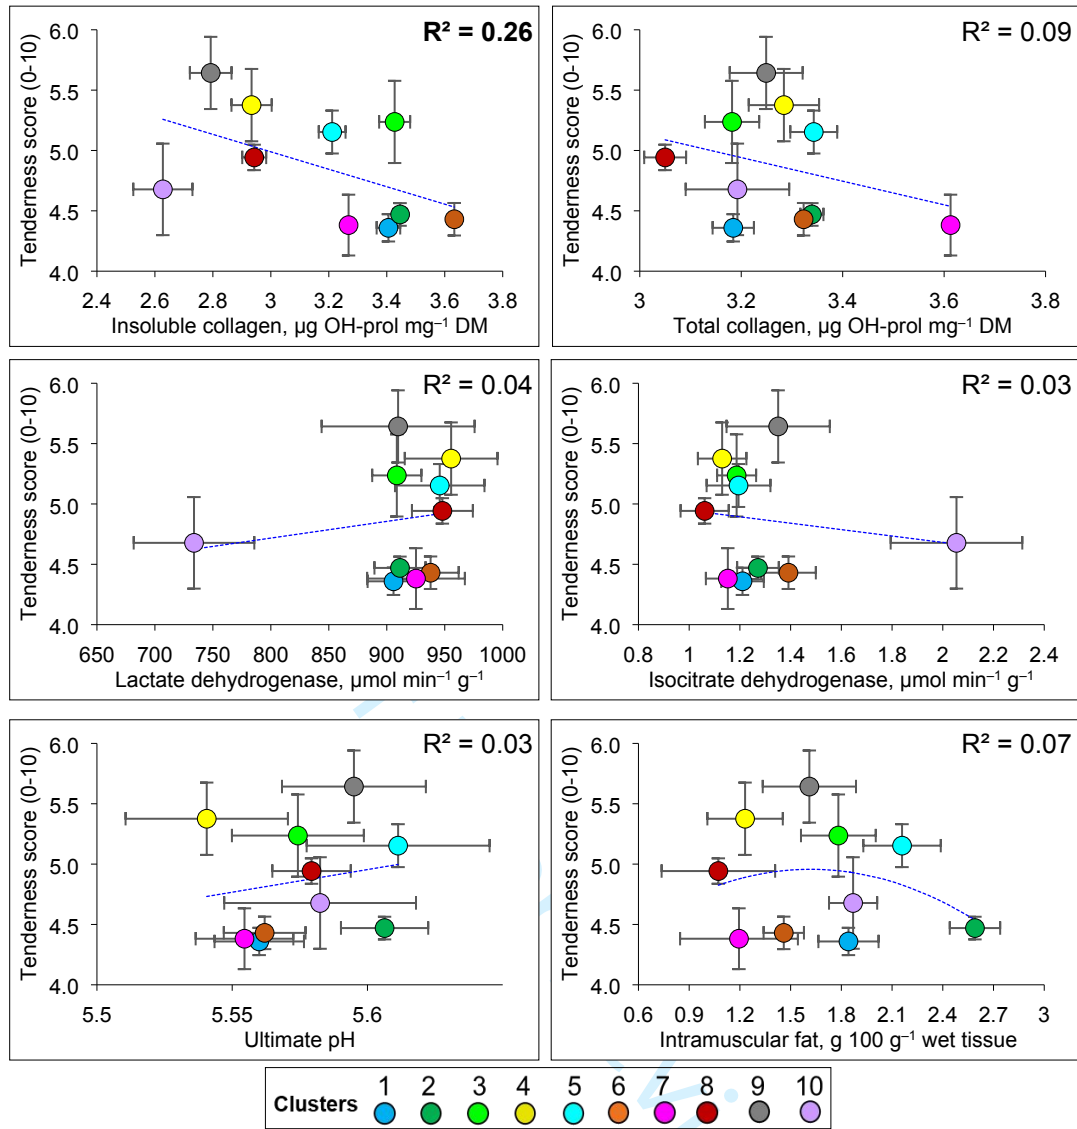 R² = 0.26
Tenderness score (0-10)
6.0
5.5
5.0
4.5
4.0
2.4 2.6 2.8 3 3.2 3.4 3.6 3.8
Insoluble collagen, µg OH-prol mg⁻¹ DM
R² = 0.09
Tenderness score (0-10)
6.0
5.5
5.0
4.5
4.0
3 3.2 3.4 3.6 3.8
Total collagen, µg OH-prol mg⁻¹ DM
R² = 0.04
Tenderness score (0-10)
6.0
5.5
5.0
4.5
4.0
650 700 750 800 850 900 950 1000
Lactate dehydrogenase, µmol min⁻¹ g⁻¹
R² = 0.03
Tenderness score (0-10)
6.0
5.5
5.0
4.5
4.0
0.8 1 1.2 1.4 1.6 1.8 2 2.2 2.4
Isocitrate dehydrogenase, µmol min⁻¹ g⁻¹
R² = 0.03
Tenderness score (0-10)
6.0
5.5
5.0
4.5
4.0
5.5 5.55 5.6
Ultimate pH
R² = 0.07
Tenderness score (0-10)
6.0
5.5
5.0
4.5
4.0
0.6 0.9 1.2 1.5 1.8 2.1 2.4 2.7 3
Intramuscular fat, g 100 g⁻¹ wet tissue
Clusters 1 2 3 4 5 6 7 8 9 10